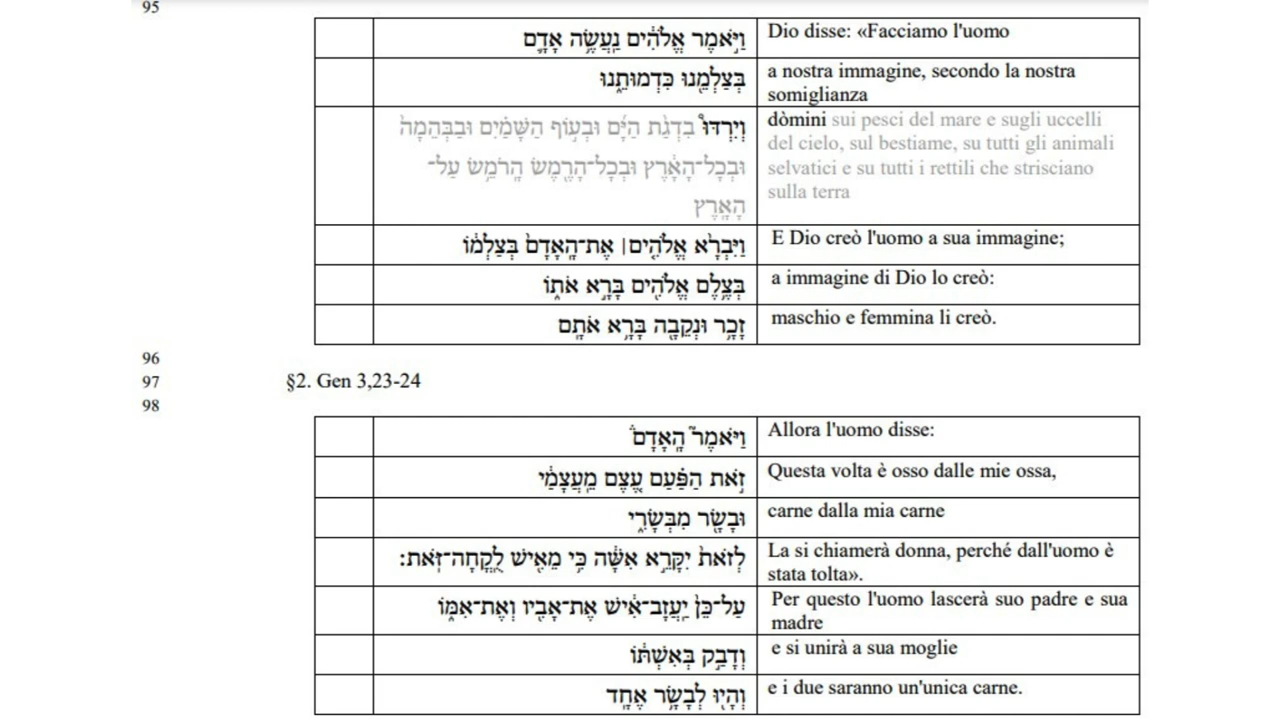 95
וַיֹּ֣אמֶר אֱלֹהִ֔ים נַֽעֲשֶׂ֥ה אָדָ֛ם
Dio disse: «Facciamo l'uomo
בְּצַלְמֵ֖נוּ כִּדְמוּתֵ֑נוּ
a nostra immagine, secondo la nostra
somiglianza
וְיִרְדּוּ֩ בִדְגַ֨ת הַיָּ֜ם וּבְע֣וֹף הַשָּׁמַ֗יִם וּבַבְּהֵמָה֙
וּבְכָל־הָאָ֔רֶץ וּבְכָל־הָרֶ֖מֶשׂ הָֽרֹמֵ֥שׂ עַל־
הָאָֽרֶץ
dòmini sui pesci del mare e sugli uccelli
del cielo, sul bestiame, su tutti gli animali
selvatici e su tutti i rettili che strisciano
sulla terra
וַיִּבְרָ֨א אֱלֹהִ֤ים׀ אֶת־הָֽאָדָם֙ בְּצַלְמ֔וֹ
E Dio creò l'uomo a sua immagine;
בְּצֶ֥לֶם אֱלֹהִ֖ים בָּרָ֣א אֹת֑וֹ
a immagine di Dio lo creò:
זָכָ֥ר וּנְקֵבָ֖ה בָּרָ֥א אֹתָֽם
maschio e femmina li creò.
96
97 §2. Gen 3,23-24
98
וַיֹּאמֶר֮ הָֽאָדָם֒
Allora l'uomo disse:
זֹ֣את הַפַּ֗עַם עֶ֚צֶם מֵֽעֲצָמַ֔י
Questa volta è osso dalle mie ossa,
וּבָשָׂ֖ר מִבְּשָׂרִ֑י
carne dalla mia carne
לְזֹאת֙ יִקָּרֵ֣א אִשָּׁ֔ה כִּ֥י מֵאִ֖ישׁ לֻֽקֳחָה־זֹּֽאת׃
La si chiamerà donna, perché dall'uomo è
stata tolta».
עַל־כֵּן֙ יַֽעֲזָב־אִ֔ישׁ אֶת־אָבִ֖יו וְאֶת־אִמּ֑וֹ
Per questo l'uomo lascerà suo padre e sua
madre
וְדָבַ֣ק בְּאִשְׁתּ֔וֹ
e si unirà a sua moglie
וְהָי֖וּ לְבָשָׂ֥ר אֶחָֽד
e i due saranno un'unica carne.